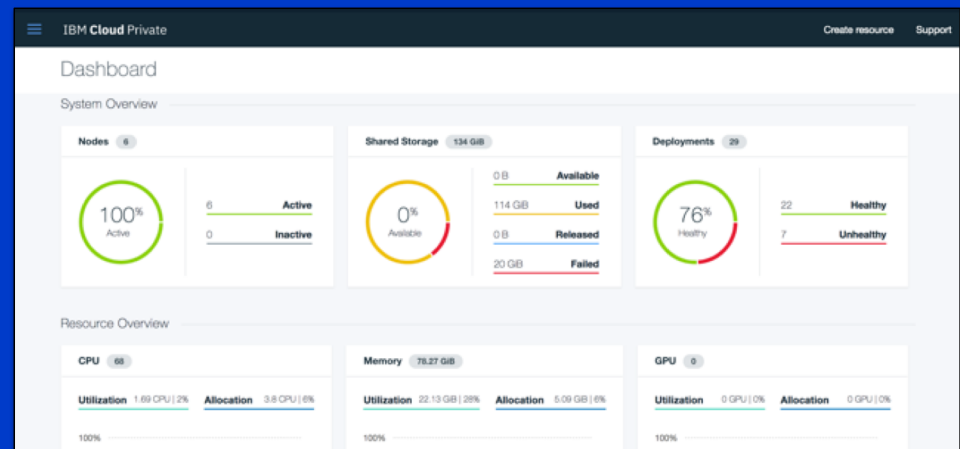 IBM Cloud Private Create resource Support
Dashboard
System Overview
Nodes 6
100% Active
6 Active
0 Inactive
Shared Storage 134 GiB
0% Available
0 B Available
114 GiB Used
0 B Released
20 GiB Failed
Deployments 29
76% Healthy
22 Healthy
7 Unhealthy
Resource Overview
CPU 68
Utilization 1.69 CPU | 2% Allocation 3.8 CPU | 6%
100%
Memory 78.27 GiB
Utilization 22.13 GiB | 28% Allocation 5.09 GiB | 6%
100%
GPU 0
Utilization 0 GPU | 0% Allocation 0 GPU | 0%
100%